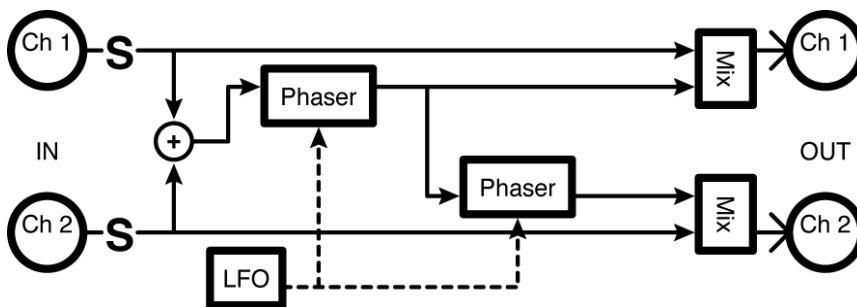 Ch 1
S
Mix
Ch 1
Phaser
+
IN
OUT
Phaser
Ch 2
S
Mix
Ch 2
LFO